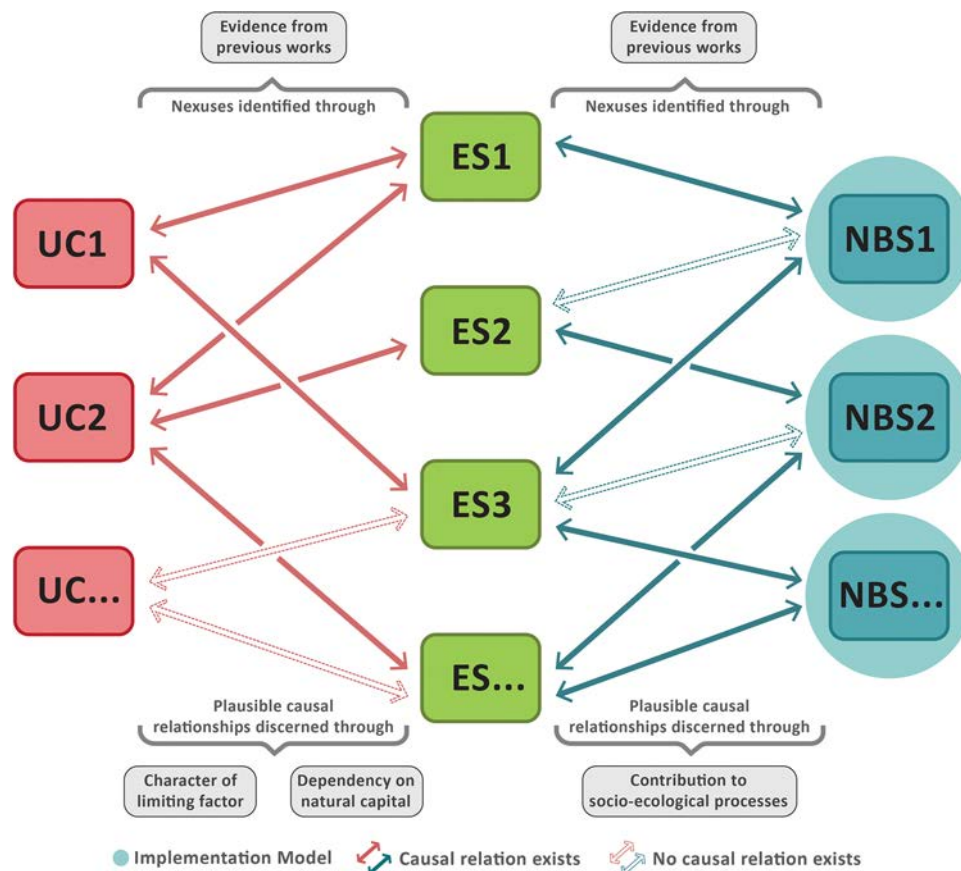 Evidence from
previous works
Evidence from
previous works
Nexuses identified through
Nexuses identified through
ES1
UC1
NBS1
ES2
UC2
NBS2
ES3
UC...
NBS...
ES...
Plausible causal
relationships discerned through
Plausible causal
relationships discerned through
Character of
limiting factor
Dependency on
natural capital
Contribution to
socio-ecological processes
Implementation Model
Causal relation exists
No causal relation exists